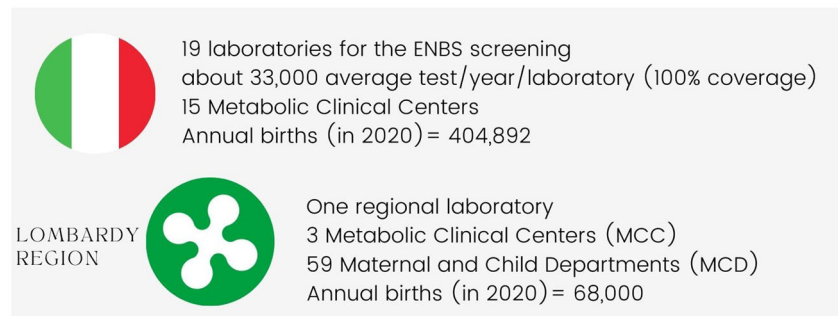 19 laboratories for the ENBS screening
about 33,000 average test/year/laboratory (100% coverage)
15 Metabolic Clinical Centers
Annual births (in 2020)= 404,892
LOMBARDY
REGION
One regional laboratory
3 Metabolic Clinical Centers (MCC)
59 Maternal and Child Departments (MCD)
Annual births (in 2020)= 68,000